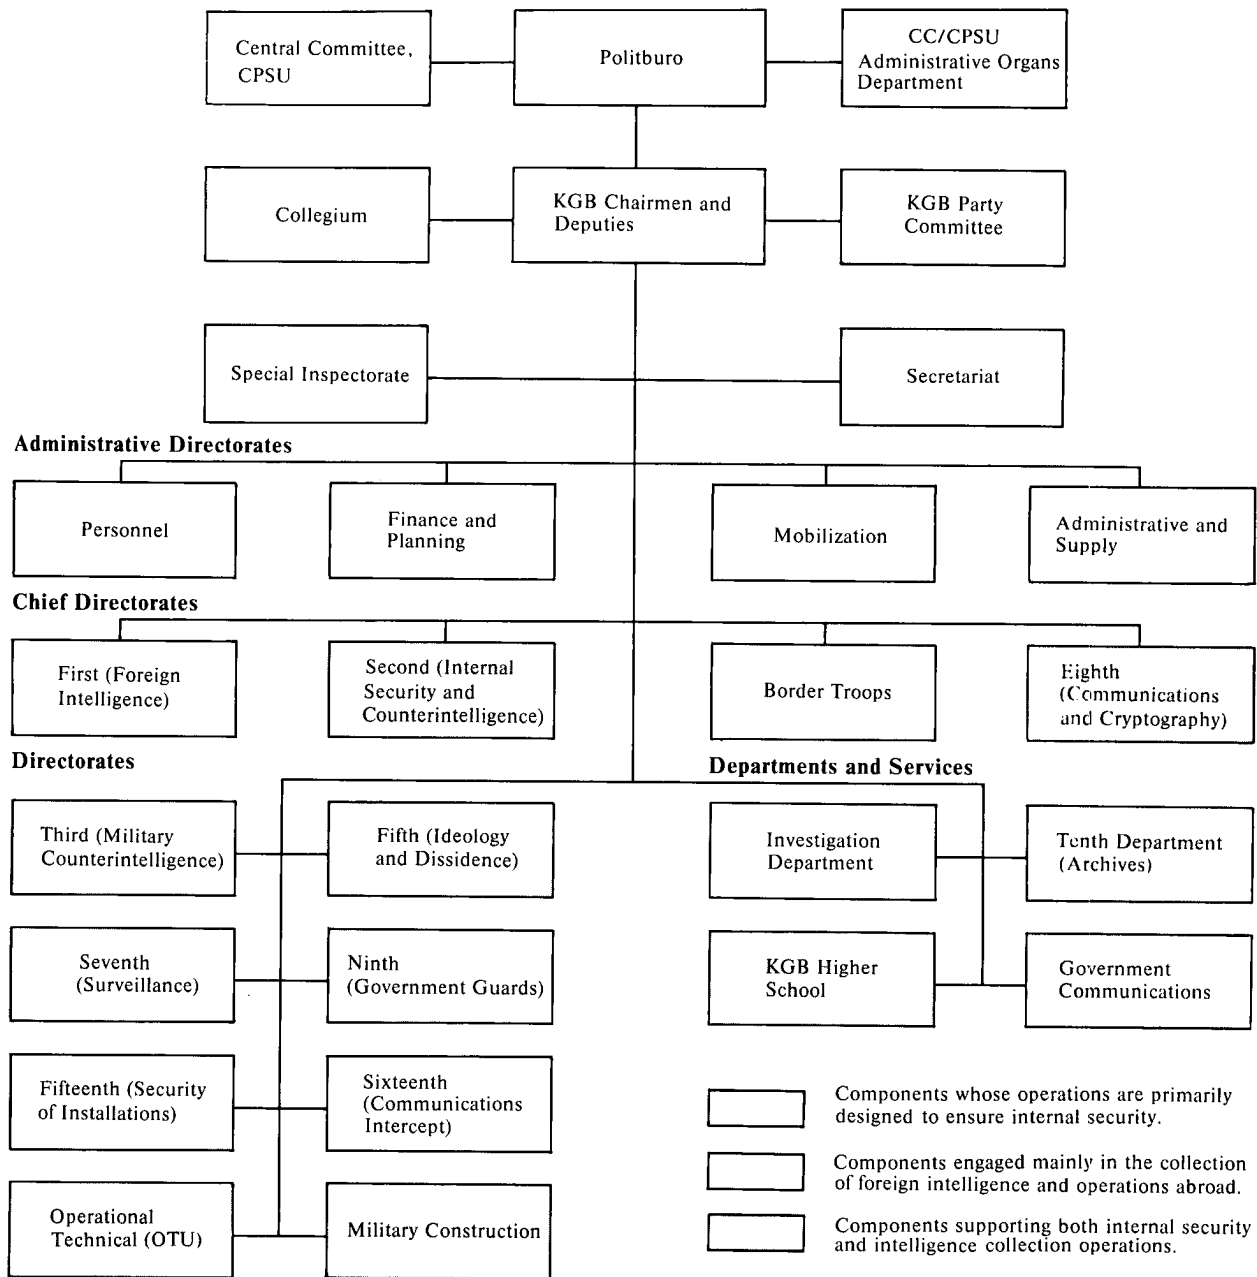 Central Committee,
CPSU
Politburo
CC/CPSU
Administrative Organs
Department
Collegium
KGB Chairmen and
Deputies
KGB Party
Committee
Special Inspectorate
Secretariat
Administrative Directorates
Personnel
Finance and
Planning
Mobilization
Administrative and
Supply
Chief Directorates
First (Foreign
Intelligence)
Second (Internal
Security and
Counterintelligence)
Border Troops
Eighth
(Communications
and Cryptography)
Directorates
Third (Military
Counterintelligence)
Fifth (Ideology
and Dissidence)
Seventh
(Surveillance)
Ninth
(Government Guards)
Fifteenth (Security
of Installations)
Sixteenth
(Communications
Intercept)
Operational
Technical (OTU)
Military Construction
Departments and Services
Investigation
Department
Tenth Department
(Archives)
KGB Higher
School
Government
Communications
Components whose operations are primarily
designed to ensure internal security.
Components engaged mainly in the collection
of foreign intelligence and operations abroad.
Components supporting both internal security
and intelligence collection operations.